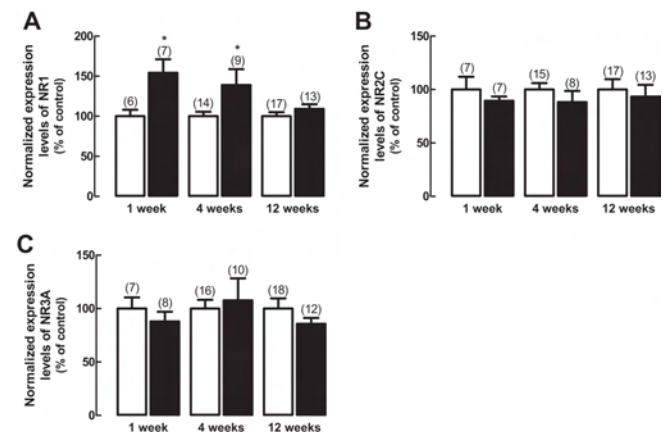 A
Normalized expression
levels of NR1
(% of control)
200
150
100
50
0
(6)
*
(7)
(14)
*
(9)
(17)
(13)
1 week
4 weeks
12 weeks
B
Normalized expression
levels of NR2C
(% of control)
150
100
50
0
(7)
(7)
(15)
(8)
(17)
(13)
1 week
4 weeks
12 weeks
C
Normalized expression
levels of NR3A
(% of control)
150
100
50
0
(7)
(8)
(16)
(10)
(18)
(12)
1 week
4 weeks
12 weeks